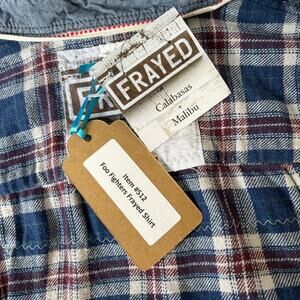 FRAYED
Calabasas
+
Malibu
Item #512
Foo Fighters Frayed Shirt